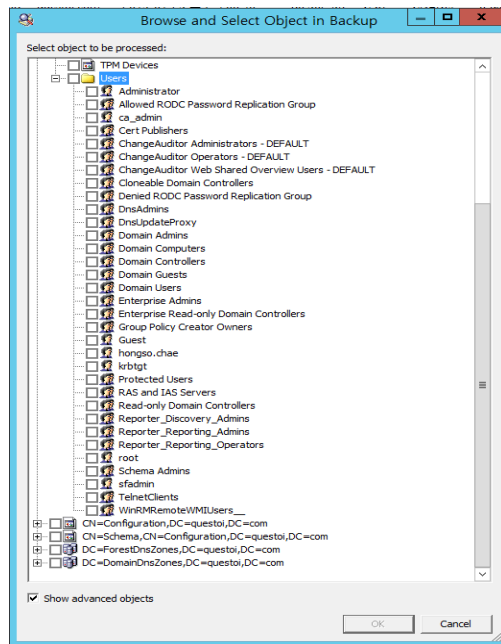 Browse and Select Object in Backup
Select object to be processed:
TPM Devices
Users
Administrator
Allowed RODC Password Replication Group
ca_admin
Cert Publishers
ChangeAuditor Administrators - DEFAULT
ChangeAuditor Operators - DEFAULT
ChangeAuditor Web Shared Overview Users - DEFAULT
Cloneable Domain Controllers
Denied RODC Password Replication Group
DnsAdmins
DnsUpdateProxy
Domain Admins
Domain Computers
Domain Controllers
Domain Guests
Domain Users
Enterprise Admins
Enterprise Read-only Domain Controllers
Group Policy Creator Owners
Guest
hongso.chae
krbtgt
Protected Users
RAS and IAS Servers
Read-only Domain Controllers
Reporter_Discovery_Admins
Reporter_Reporting_Admins
Reporter_Reporting_Operators
root
Schema Admins
sfadmin
TelnetClients
WinRMRemoteWMIUsers__
CN=Configuration,DC=questoi,DC=com
CN=Schema,CN=Configuration,DC=questoi,DC=com
DC=ForestDnsZones,DC=questoi,DC=com
DC=DomainDnsZones,DC=questoi,DC=com
Show advanced objects
OK Cancel